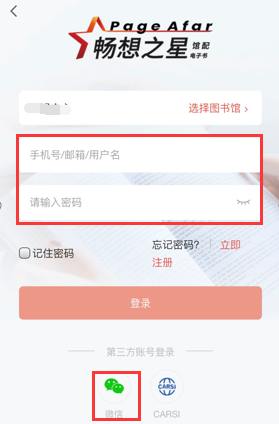 Page Afar
畅想之星 馆配
电子书
选择图书馆 ›
手机号/邮箱/用户名
请输入密码
记住密码 忘记密码？ | 立即
注册
登录
第三方账号登录
CARSI
微信 CARSI